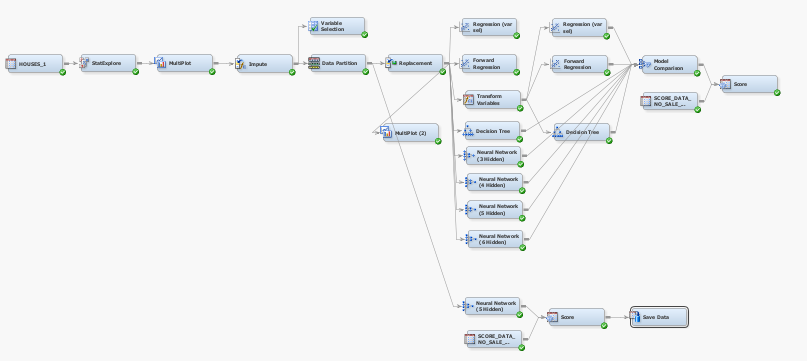 Variable
Selection
HOUSES_1
StatExplore
MultiPlot
Impute
Data Partition
Replacement
Regression (var
sel)
Regression (var
sel)
Forward
Regression
Forward
Regression
Model
Comparison
Score
Transform
Variables
SCORE_DATA_
NO_SALE_...
MultiPlot (2)
Decision Tree
Decision Tree
Neural Network
(3 Hidden)
Neural Network
(4 Hidden)
Neural Network
(5 Hidden)
Neural Network
(6 Hidden)
Neural Network
(5 Hidden)
Score
Save Data
SCORE_DATA_
NO_SALE_...